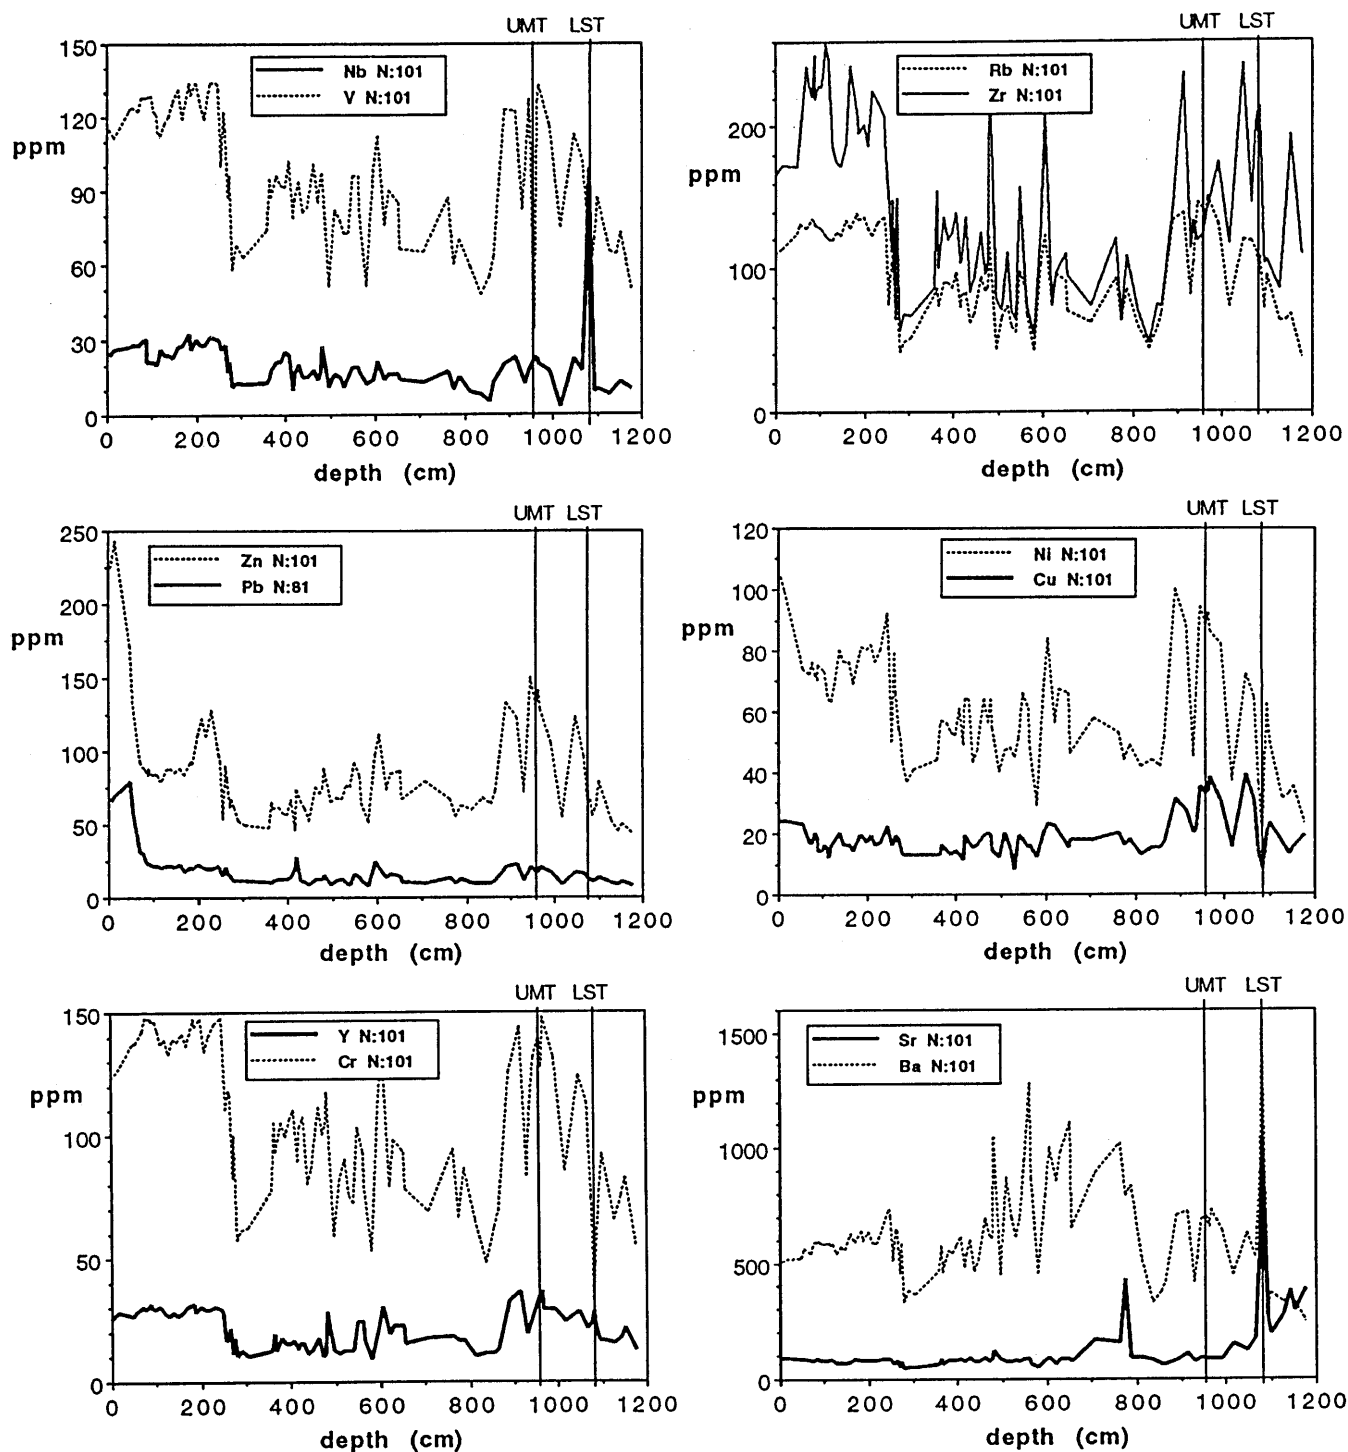 UMT LST
150
120
90
60
30
0
ppm
Nb N:101
V N:101
0 200 400 600 800 1000 1200
depth (cm)
UMT LST
200
100
0
ppm
Rb N:101
Zr N:101
0 200 400 600 800 1000 1200
depth (cm)
UMT LST
250
200
150
100
50
0
ppm
Zn N:101
Pb N:81
0 200 400 600 800 1000 1200
depth (cm)
UMT LST
120
100
80
60
40
20
0
ppm
Ni N:101
Cu N:101
0 200 400 600 800 1000 1200
depth (cm)
UMT LST
150
100
50
0
ppm
Y N:101
Cr N:101
0 200 400 600 800 1000 1200
depth (cm)
UMT LST
1500
1000
500
0
ppm
Sr N:101
Ba N:101
0 200 400 600 800 1000 1200
depth (cm)